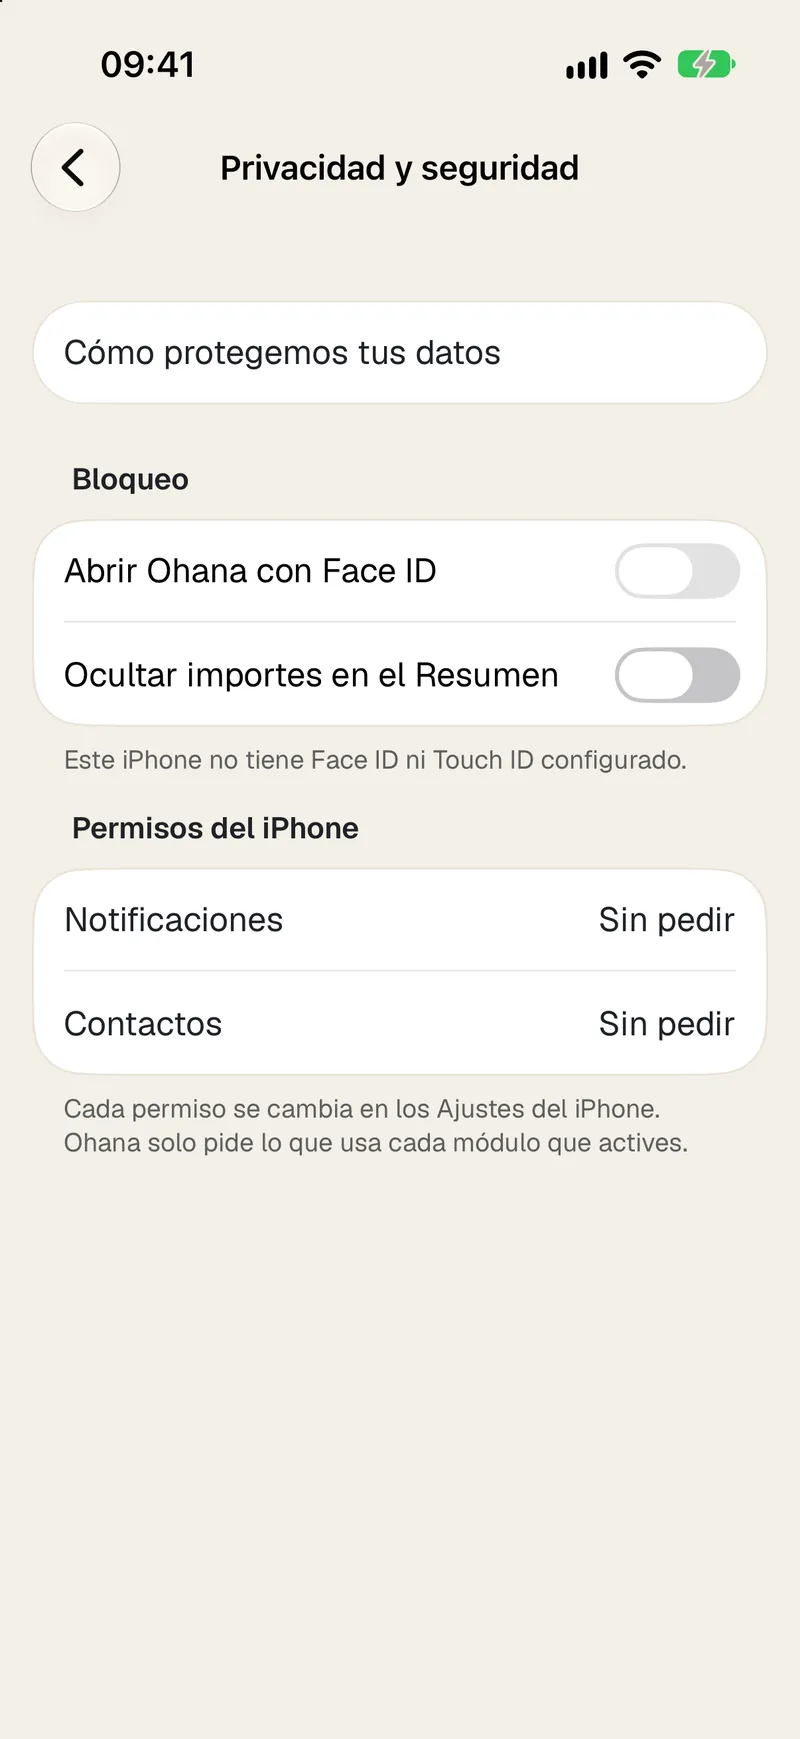 09:41
Privacidad y seguridad
Cómo protegemos tus datos
Bloqueo
Abrir Ohana con Face ID
Ocultar importes en el Resumen
Este iPhone no tiene Face ID ni Touch ID configurado.
Permisos del iPhone
Notificaciones Sin pedir
Contactos Sin pedir
Cada permiso se cambia en los Ajustes del iPhone.
Ohana solo pide lo que usa cada módulo que actives.